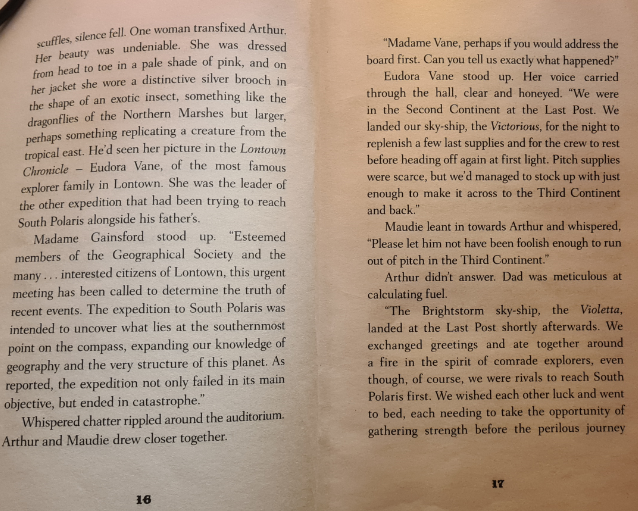 scuffles, silence fell. One woman transfixed Arthur.
Her beauty was undeniable. She was dressed
from head to toe in a pale shade of pink, and on
her jacket she wore a distinctive silver brooch in
the shape of an exotic insect, something like the
dragonflies of the Northern Marshes but larger,
perhaps something replicating a creature from the
tropical east. He'd seen her picture in the Lontown
Chronicle – Eudora Vane, of the most famous
explorer family in Lontown. She was the leader of
the other expedition that had been trying to reach
South Polaris alongside his father's.
Madame Gainsford stood up. “Esteemed
members of the Geographical Society and the
many . . . interested citizens of Lontown, this urgent
meeting has been called to determine the truth of
recent events. The expedition to South Polaris was
intended to uncover what lies at the southernmost
point on the compass, expanding our knowledge of
geography and the very structure of this planet. As
reported, the expedition not only failed in its main
objective, but ended in catastrophe.”
Whispered chatter rippled around the auditorium.
Arthur and Maudie drew closer together.
16
“Madame Vane, perhaps if you would address the
board first. Can you tell us exactly what happened?”
Eudora Vane stood up. Her voice carried
through the hall, clear and honeyed. “We were
in the Second Continent at the Last Post. We
landed our sky-ship, the Victorious, for the night to
replenish a few last supplies and for the crew to rest
before heading off again at first light. Pitch supplies
were scarce, but we'd managed to stock up with just
enough to make it across to the Third Continent
and back.”
Maudie leant in towards Arthur and whispered,
“Please let him not have been foolish enough to run
out of pitch in the Third Continent.”
Arthur didn't answer. Dad was meticulous at
calculating fuel.
“The Brightstorm sky-ship, the Violetta,
landed at the Last Post shortly afterwards. We
exchanged greetings and ate together around
a fire in the spirit of comrade explorers, even
though, of course, we were rivals to reach South
Polaris first. We wished each other luck and went
to bed, each needing to take the opportunity of
gathering strength before the perilous journey
17